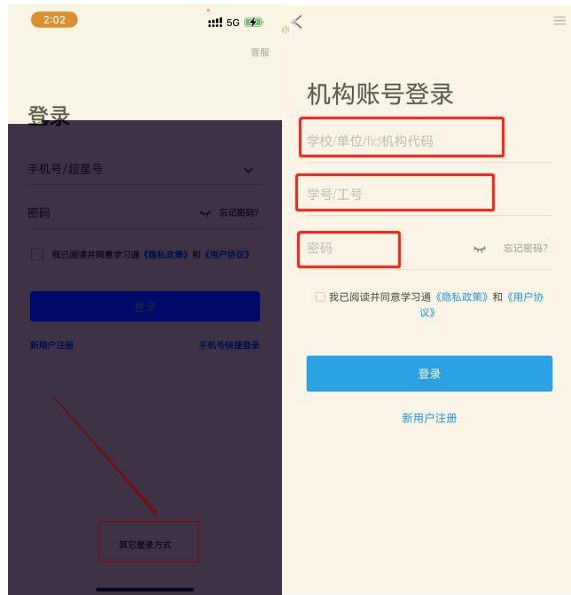 2:02
5G
客服
登录
手机号/超星号
密码
忘记密码?
我已阅读并同意学习通《隐私政策》和《用户协议》
登录
新用户注册
手机号快捷登录
其它登录方式
机构账号登录
学校/单位/fid机构代码
学号/工号
密码
忘记密码?
我已阅读并同意学习通《隐私政策》和《用户协
议》
登录
新用户注册